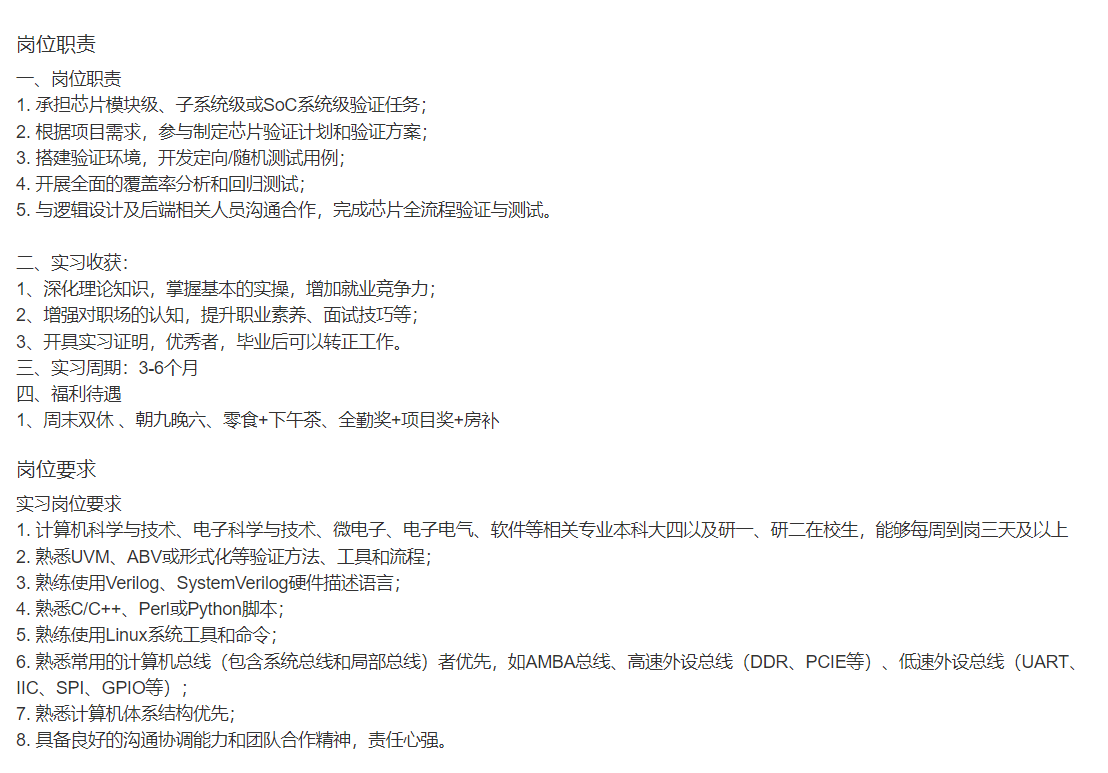 岗位职责
一、岗位职责
1. 承担芯片模块级、子系统级或SoC系统级验证任务；
2. 根据项目需求，参与制定芯片验证计划和验证方案；
3. 搭建验证环境，开发定向/随机测试用例；
4. 开展全面的覆盖率分析和回归测试；
5. 与逻辑设计及后端相关人员沟通合作，完成芯片全流程验证与测试。
二、实习收获：
1、深化理论知识，掌握基本的实操，增加就业竞争力；
2、增强对职场的认知，提升职业素养、面试技巧等；
3、开具实习证明，优秀者，毕业后可以转正工作。
三、实习周期：3-6个月
四、福利待遇
1、周末双休 、朝九晚六、零食+下午茶、全勤奖+项目奖+房补
岗位要求
实习岗位要求
1. 计算机科学与技术、电子科学与技术、微电子、电子电气、软件等相关专业本科大四以及研一、研二在校生，能够每周到岗三天及以上
2. 熟悉UVM、ABV或形式化等验证方法、工具和流程；
3. 熟练使用Verilog、SystemVerilog硬件描述语言；
4. 熟悉C/C++、Perl或Python脚本；
5. 熟练使用Linux系统工具和命令；
6. 熟悉常用的计算机总线（包含系统总线和局部总线）者优先，如AMBA总线、高速外设总线（DDR、PCIE等）、低速外设总线（UART、
IIC、SPI、GPIO等）；
7. 熟悉计算机体系结构优先；
8. 具备良好的沟通协调能力和团队合作精神，责任心强。